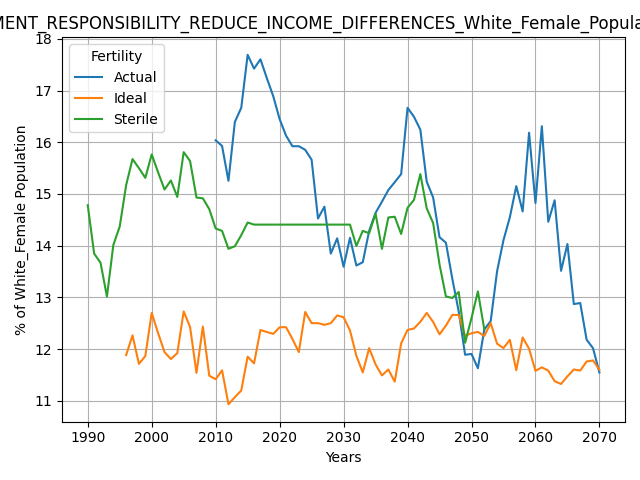 MENT_RESPONSIBILITY_REDUCE_INCOME_DIFFERENCES_White_Female_Popula
18
17
16
15
14
13
12
11
% of White_Female Population
Fertility
Actual
Ideal
Sterile
1990
2000
2010
2020
2030
2040
2050
2060
2070
Years